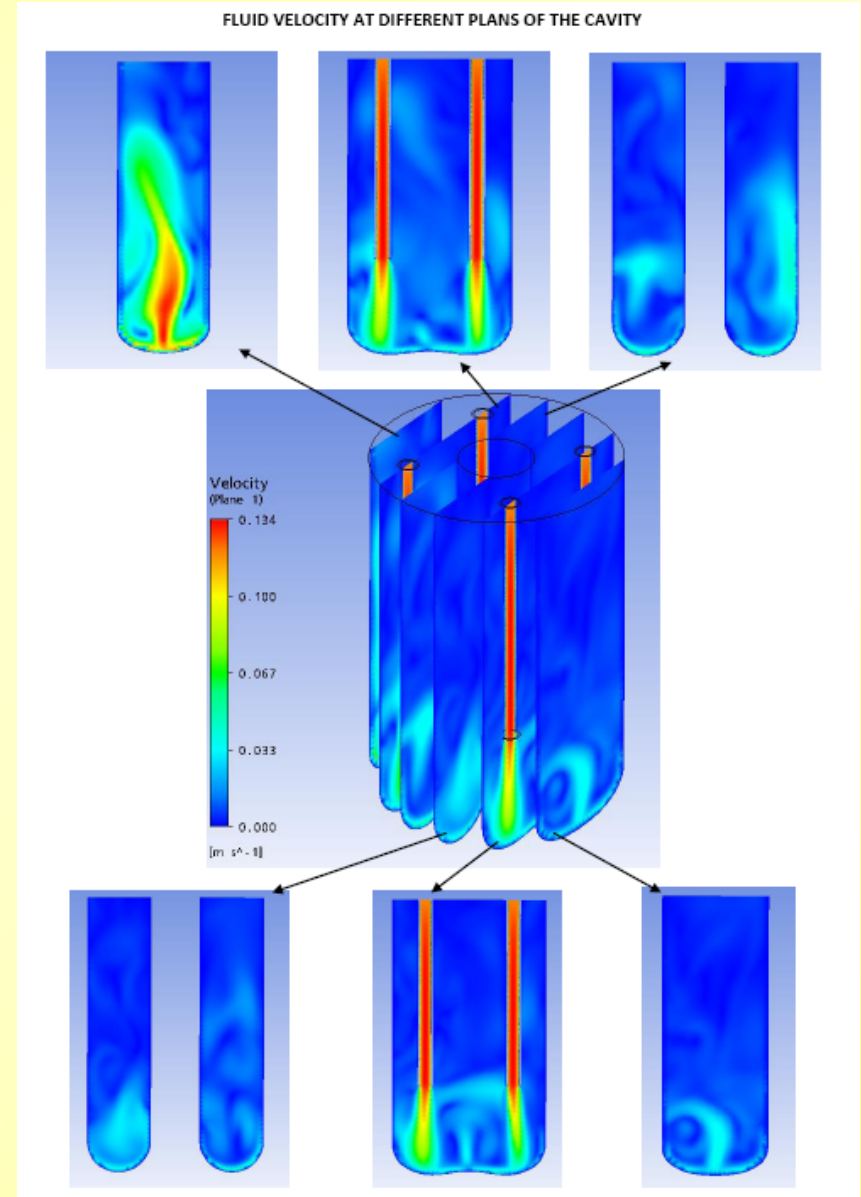 FLUID VELOCITY AT DIFFERENT PLANS OF THE CAVITY
Velocity
(Plane 1)
0.134
0.100
0.067
0.033
0.000
[m s^-1]